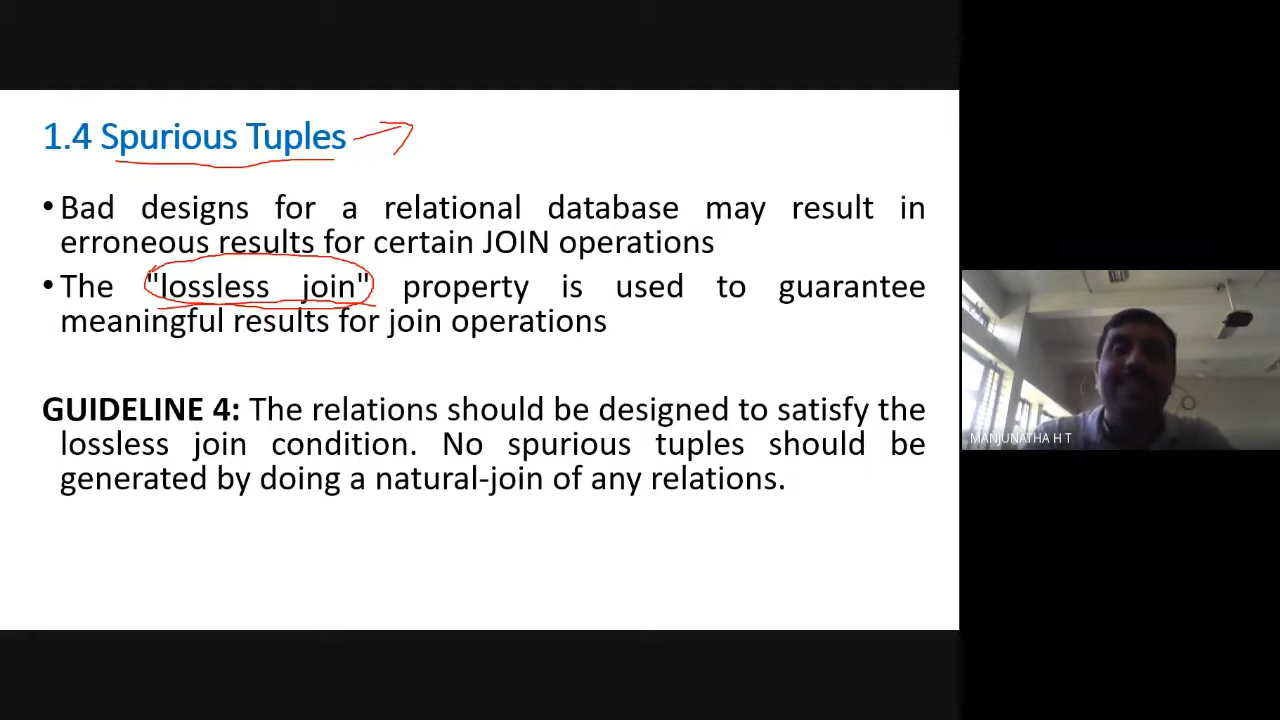 1.4 Spurious Tuples
• Bad designs for a relational database may result in
erroneous results for certain JOIN operations
• The "lossless join" property is used to guarantee
meaningful results for join operations
GUIDELINE 4: The relations should be designed to satisfy the
lossless join condition. No spurious tuples should be
generated by doing a natural-join of any relations.
MANJUNATHA H T